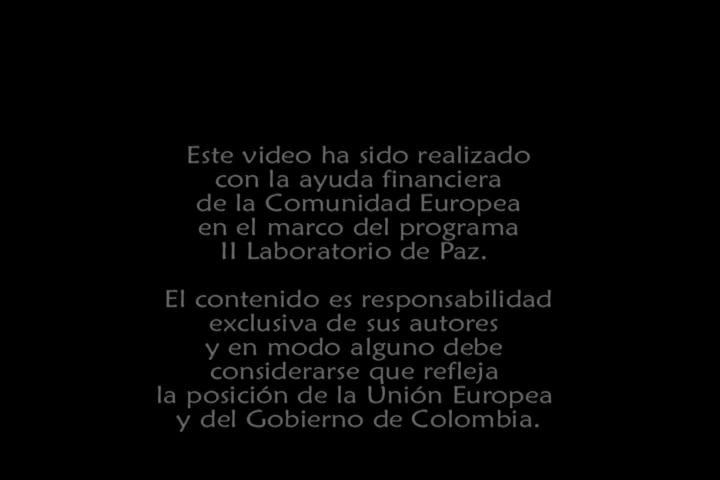 Este video ha sido realizado
con la ayuda financiera
de la Comunidad Europea
en el marco del programa
II Laboratorio de Paz.
El contenido es responsabilidad
exclusiva de sus autores
y en modo alguno debe
considerarse que refleja
la posición de la Unión Europea
y del Gobierno de Colombia.